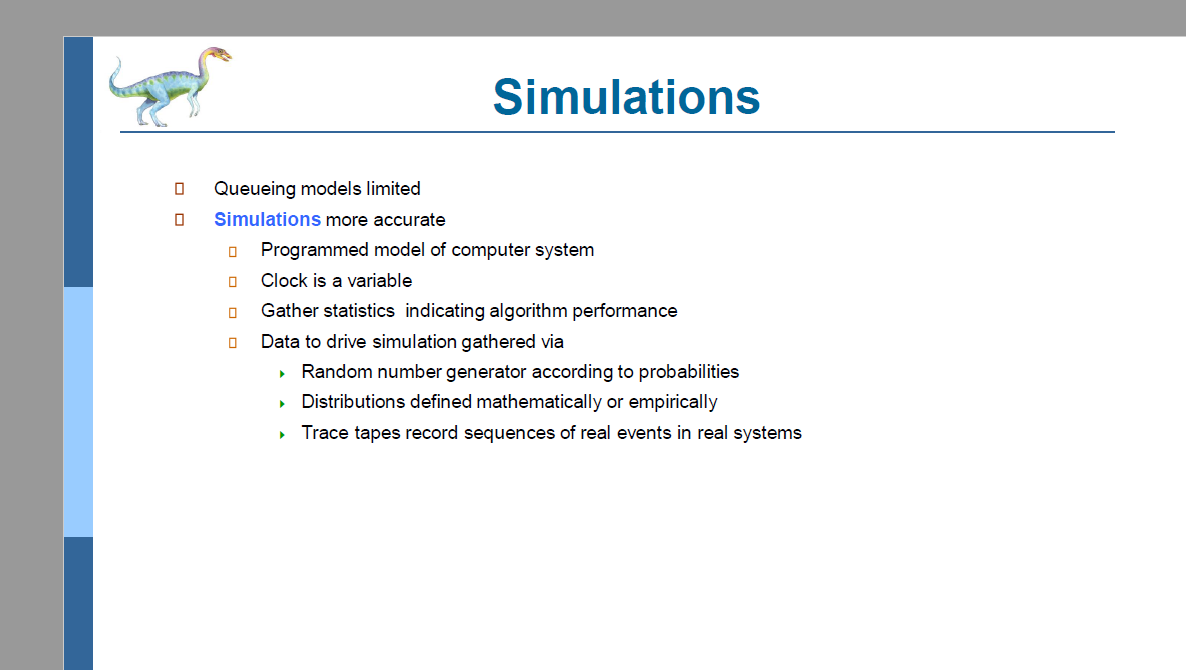 Simulations
Queueing models limited
Simulations more accurate
Programmed model of computer system
Clock is a variable
Gather statistics  indicating algorithm performance
Data to drive simulation gathered via
Random number generator according to probabilities
Distributions defined mathematically or empirically
Trace tapes record sequences of real events in real systems